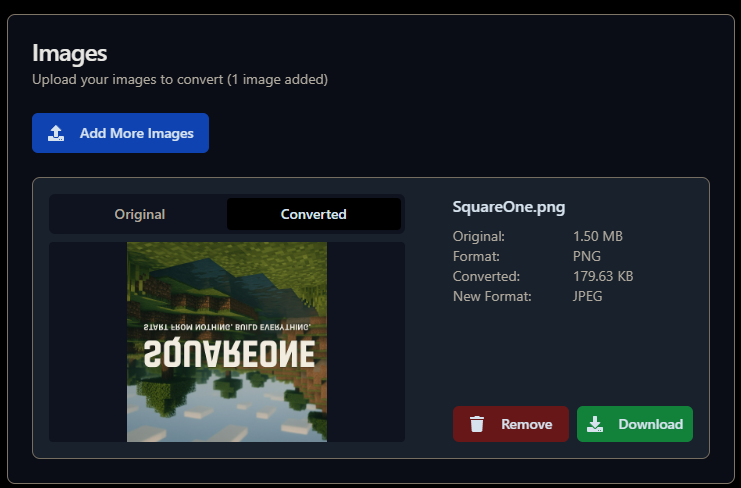 Images
Upload your images to convert (1 image added)
Add More Images
Original
Converted
START FROM NOTHING. BUILD EVERYTHING.
SQUAREONE
SquareOne.png
Original: 1.50 MB
Format: PNG
Converted: 179.63 KB
New Format: JPEG
Remove
Download